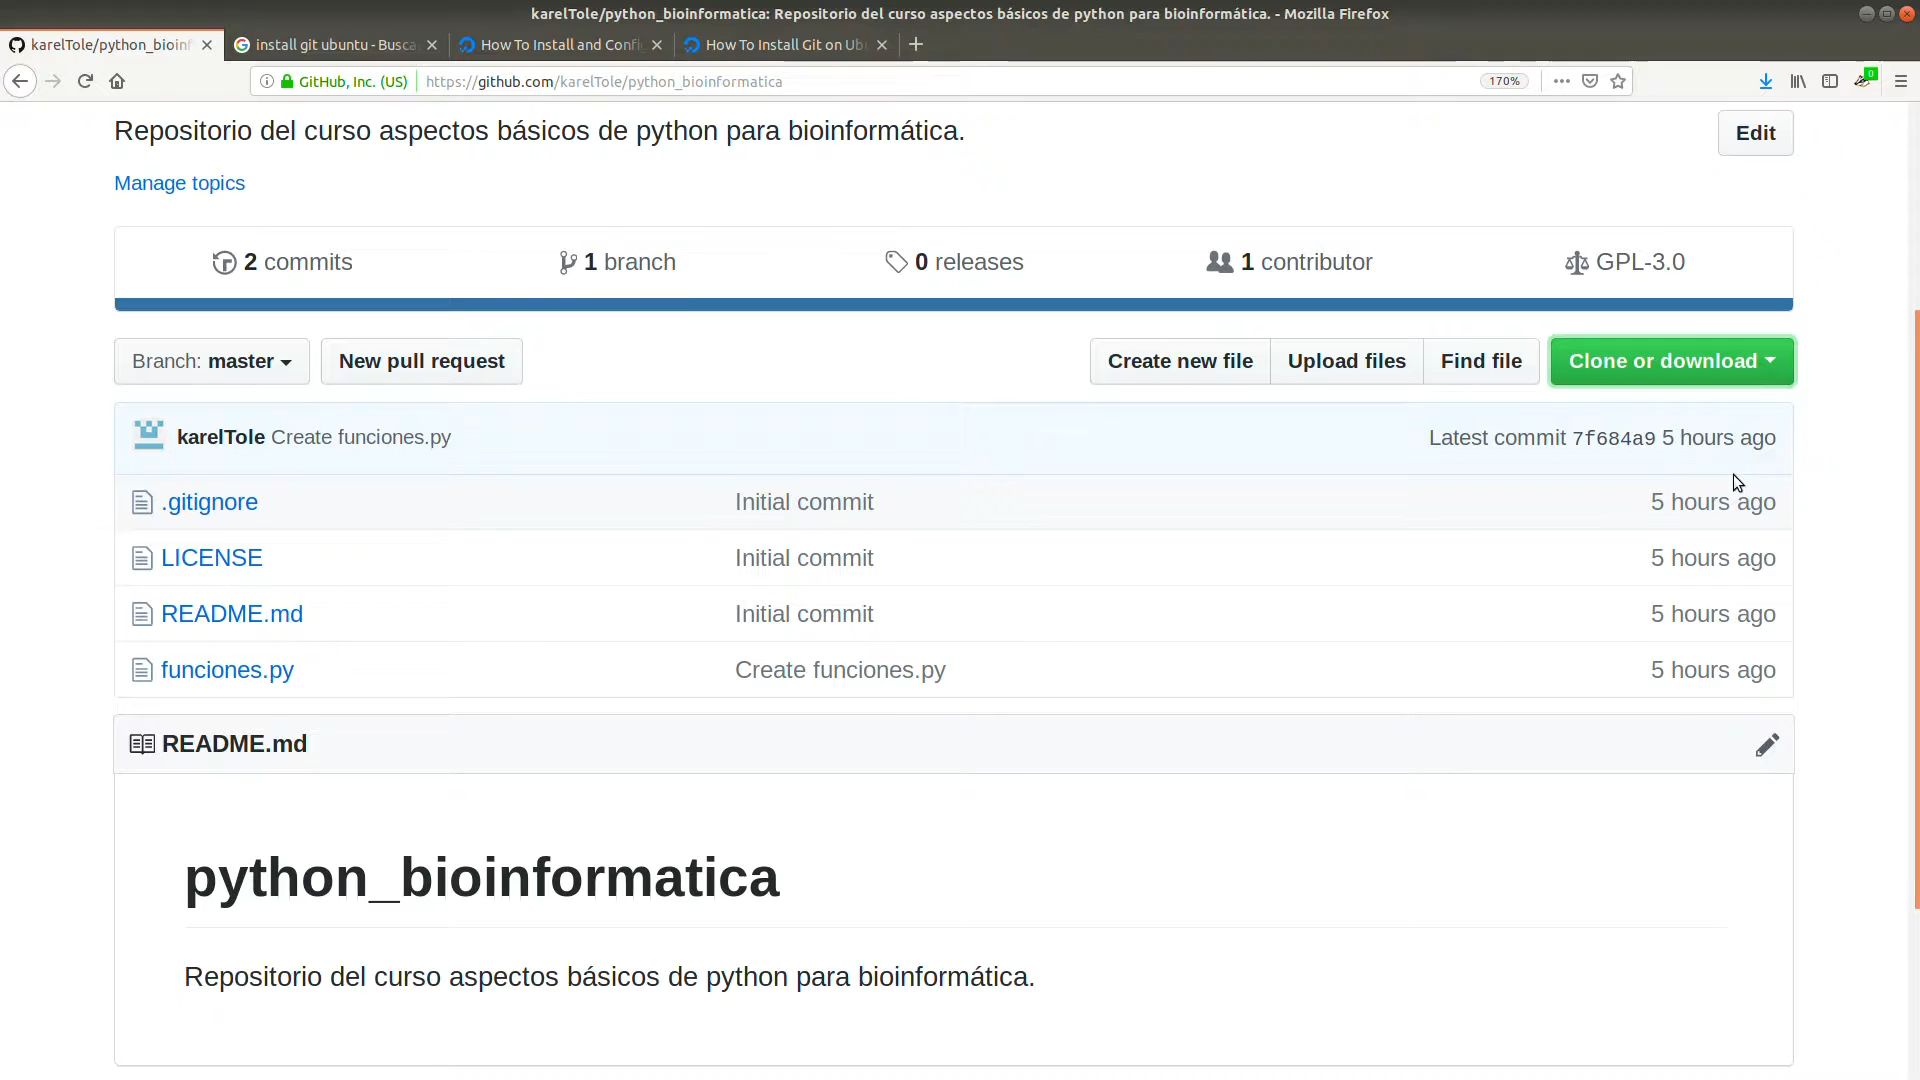 karelTole/python_bioinformatica: Repositorio del curso aspectos básicos de python para bioinformática. - Mozilla Firefox
karelTole/python_bioinf
install git ubuntu - Busca
How To Install and Confi
How To Install Git on Ub
GitHub, Inc. (US)
https://github.com/karelTole/python_bioinformatica
170%
0
Repositorio del curso aspectos básicos de python para bioinformática.
Edit
Manage topics
2 commits
1 branch
0 releases
1 contributor
GPL-3.0
Branch: master
New pull request
Create new file
Upload files
Find file
Clone or download
karelTole Create funciones.py
Latest commit 7f684a9 5 hours ago
.gitignore Initial commit 5 hours ago
LICENSE Initial commit 5 hours ago
README.md Initial commit 5 hours ago
funciones.py Create funciones.py 5 hours ago
README.md
python_bioinformatica
Repositorio del curso aspectos básicos de python para bioinformática.